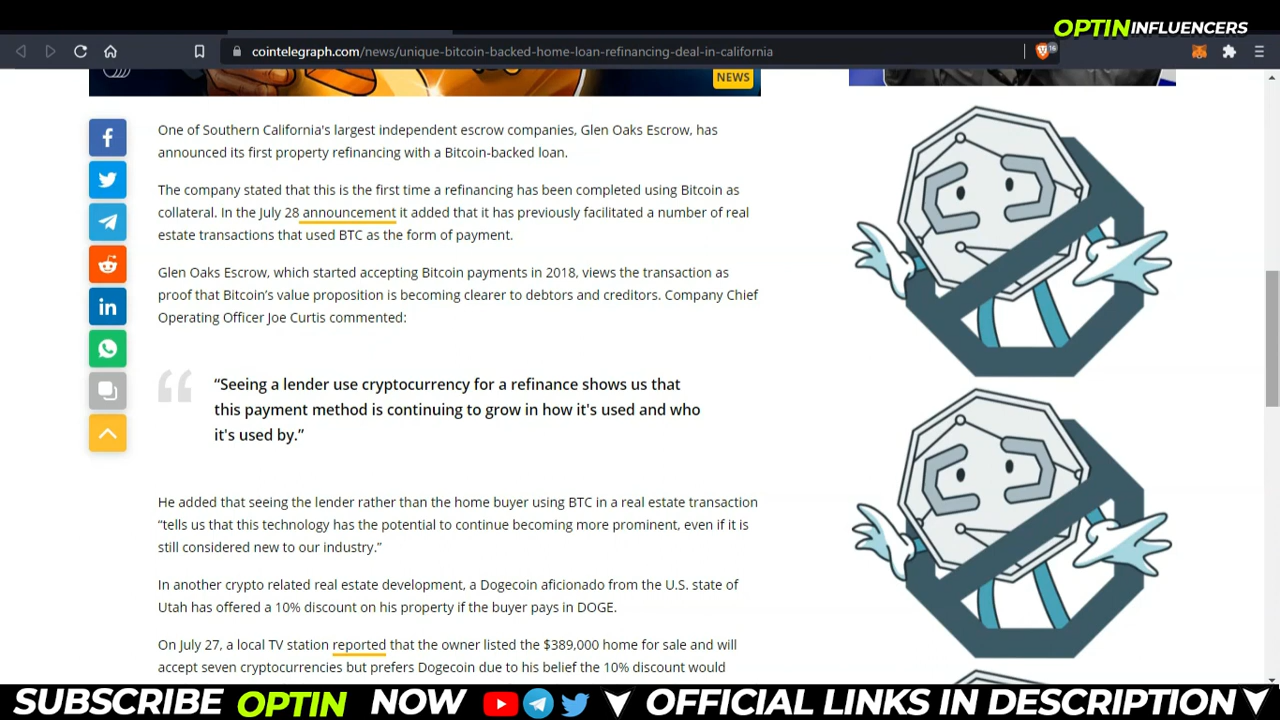 OPTININFLUENCERS
cointelegraph.com/news/unique-bitcoin-backed-home-loan-refinancing-deal-in-california
16
NEWS
One of Southern California's largest independent escrow companies, Glen Oaks Escrow, has
announced its first property refinancing with a Bitcoin-backed loan.
The company stated that this is the first time a refinancing has been completed using Bitcoin as
collateral. In the July 28 announcement it added that it has previously facilitated a number of real
estate transactions that used BTC as the form of payment.
Glen Oaks Escrow, which started accepting Bitcoin payments in 2018, views the transaction as
proof that Bitcoin’s value proposition is becoming clearer to debtors and creditors. Company Chief
Operating Officer Joe Curtis commented:
“Seeing a lender use cryptocurrency for a refinance shows us that
this payment method is continuing to grow in how it's used and who
it's used by.”
He added that seeing the lender rather than the home buyer using BTC in a real estate transaction
“tells us that this technology has the potential to continue becoming more prominent, even if it is
still considered new to our industry.”
In another crypto related real estate development, a Dogecoin aficionado from the U.S. state of
Utah has offered a 10% discount on his property if the buyer pays in DOGE.
On July 27, a local TV station reported that the owner listed the $389,000 home for sale and will
accept seven cryptocurrencies but prefers Dogecoin due to his belief the 10% discount would
SUBSCRIBE OPTIN NOW OFFICIAL LINKS IN DESCRIPTION